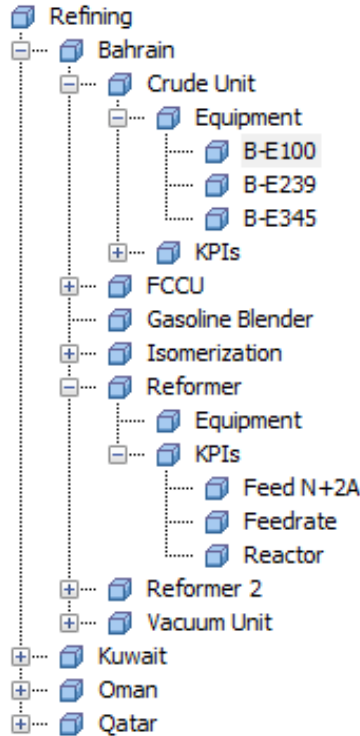 Refining
Bahrain
Crude Unit
Equipment
B-E100
B-E239
B-E345
KPIs
FCCU
Gasoline Blender
Isomerization
Reformer
Equipment
KPIs
Feed N+2A
Feedrate
Reactor
Reformer 2
Vacuum Unit
Kuwait
Oman
Qatar